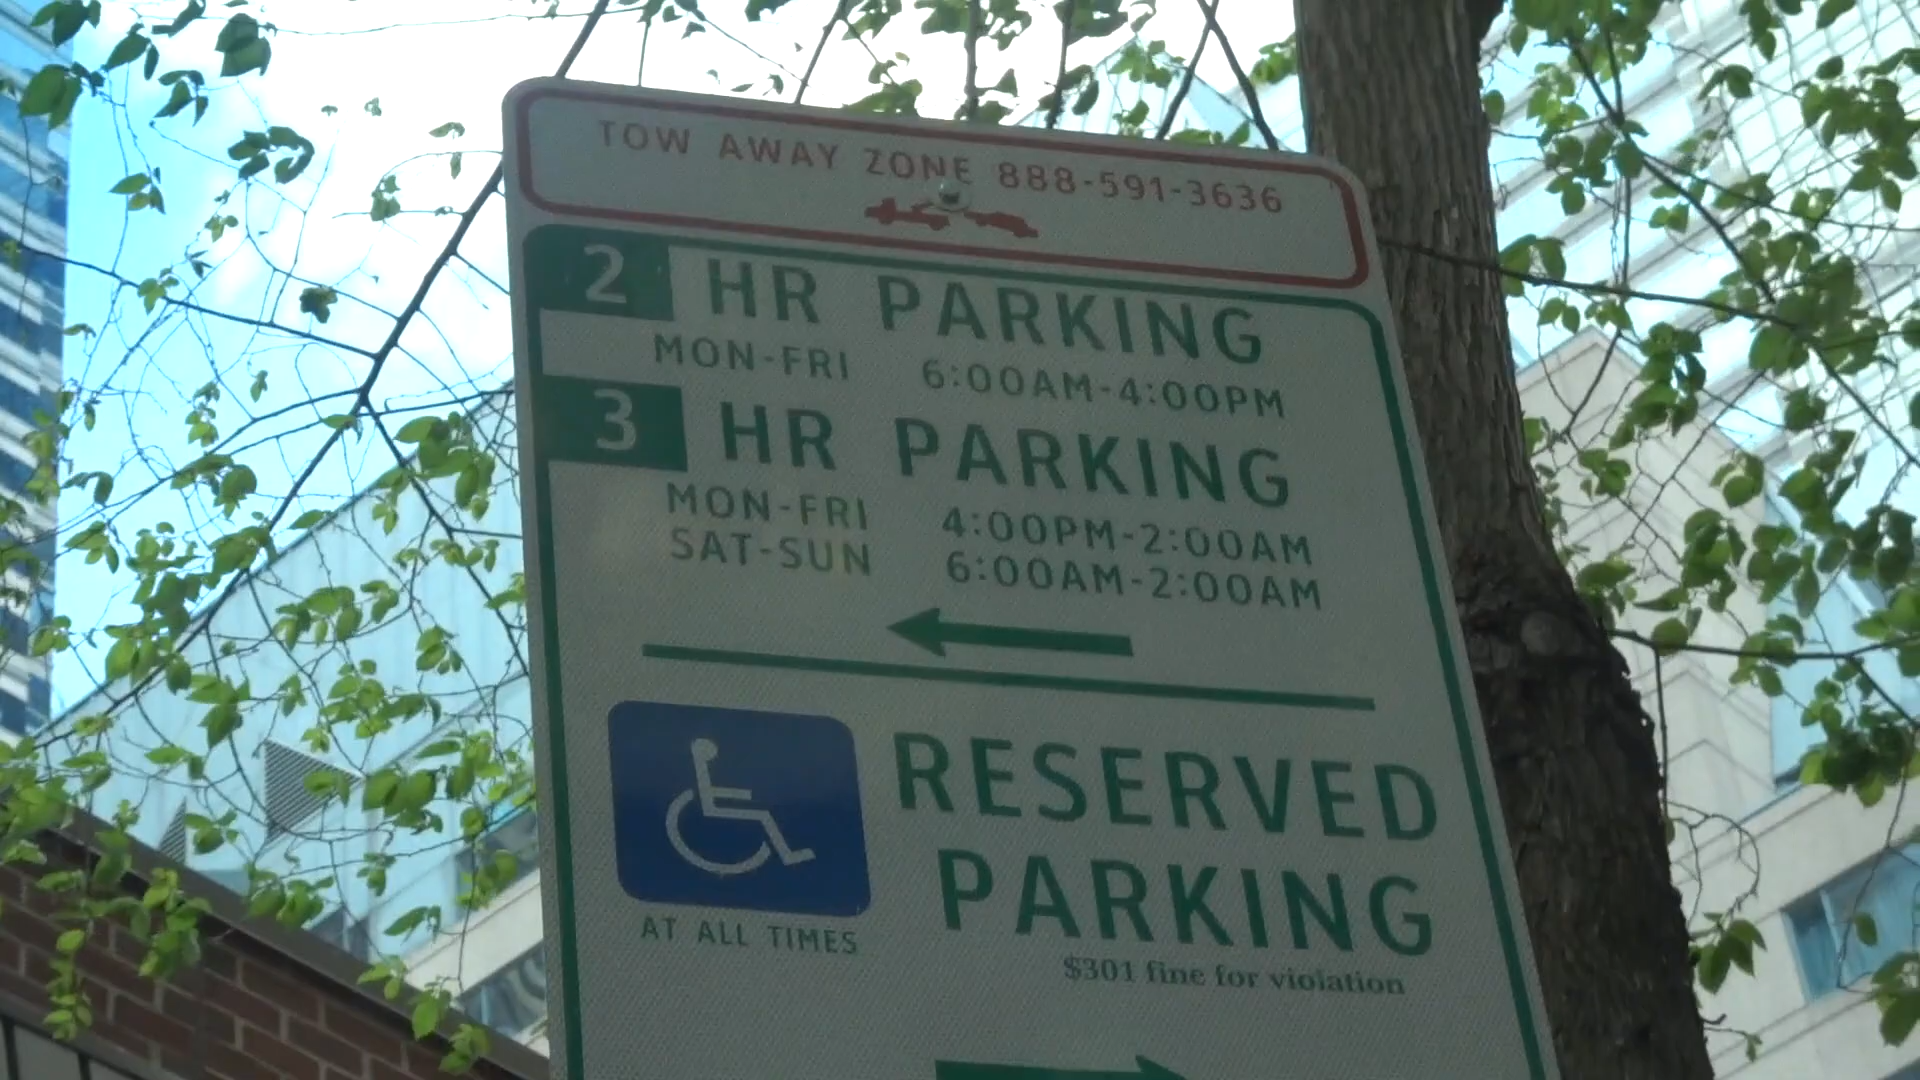 TOW AWAY ZONE 888-591-3636
2 HR PARKING
MON-FRI 6:00AM-4:00PM
3 HR PARKING
MON-FRI 4:00PM-2:00AM
SAT-SUN 6:00AM-2:00AM
RESERVED
PARKING
AT ALL TIMES
$301 fine for violation